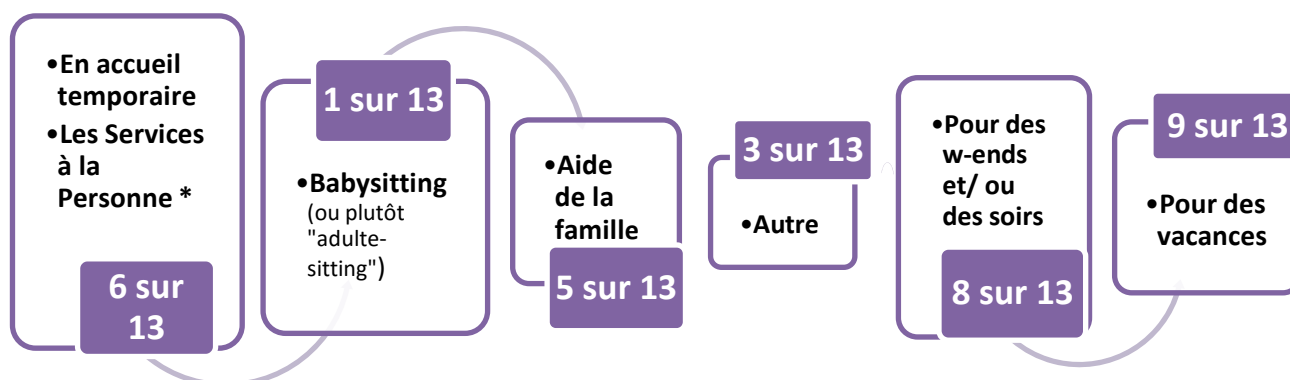 •En accueil
temporaire
•Les Services
à la
Personne *
6 sur
13
1 sur 13
•Babysitting
(ou plutôt
"adulte-
sitting")
•Aide
de la
famille
5 sur 13
3 sur 13
•Autre
•Pour des
w-ends
et/ ou
des soirs
8 sur 13
9 sur 13
•Pour des
vacances